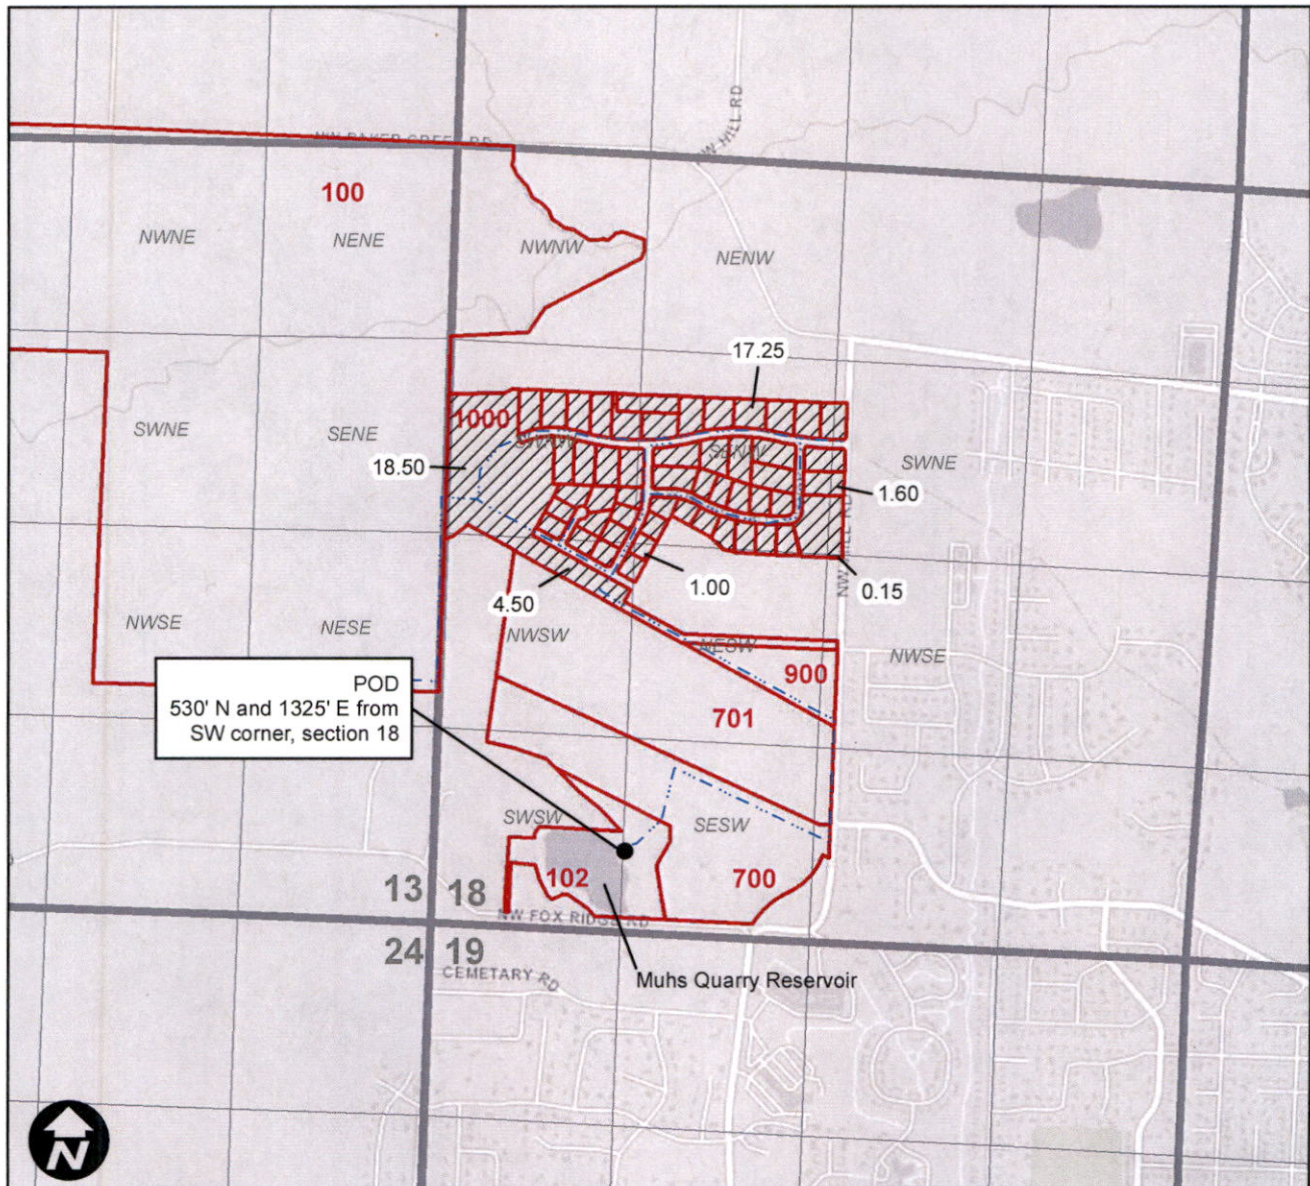 NW BAKER CREEK RD
NW HILL RD
100
NWNE
NENE
NWNW
NENW
17.25
1000
SWNW
SENW
SWNE
SENE
SWNE
18.50
1.60
NW HILL RD
1.00
0.15
4.50
NWSE
NESE
NWSW
NESW
NWSE
900
701
POD
530' N and 1325' E from
SW corner, section 18
SWSW
SESW
102
700
13
18
NW FOX RIDGE RD
24
19
CEMETARY RD
Muhs Quarry Reservoir
N